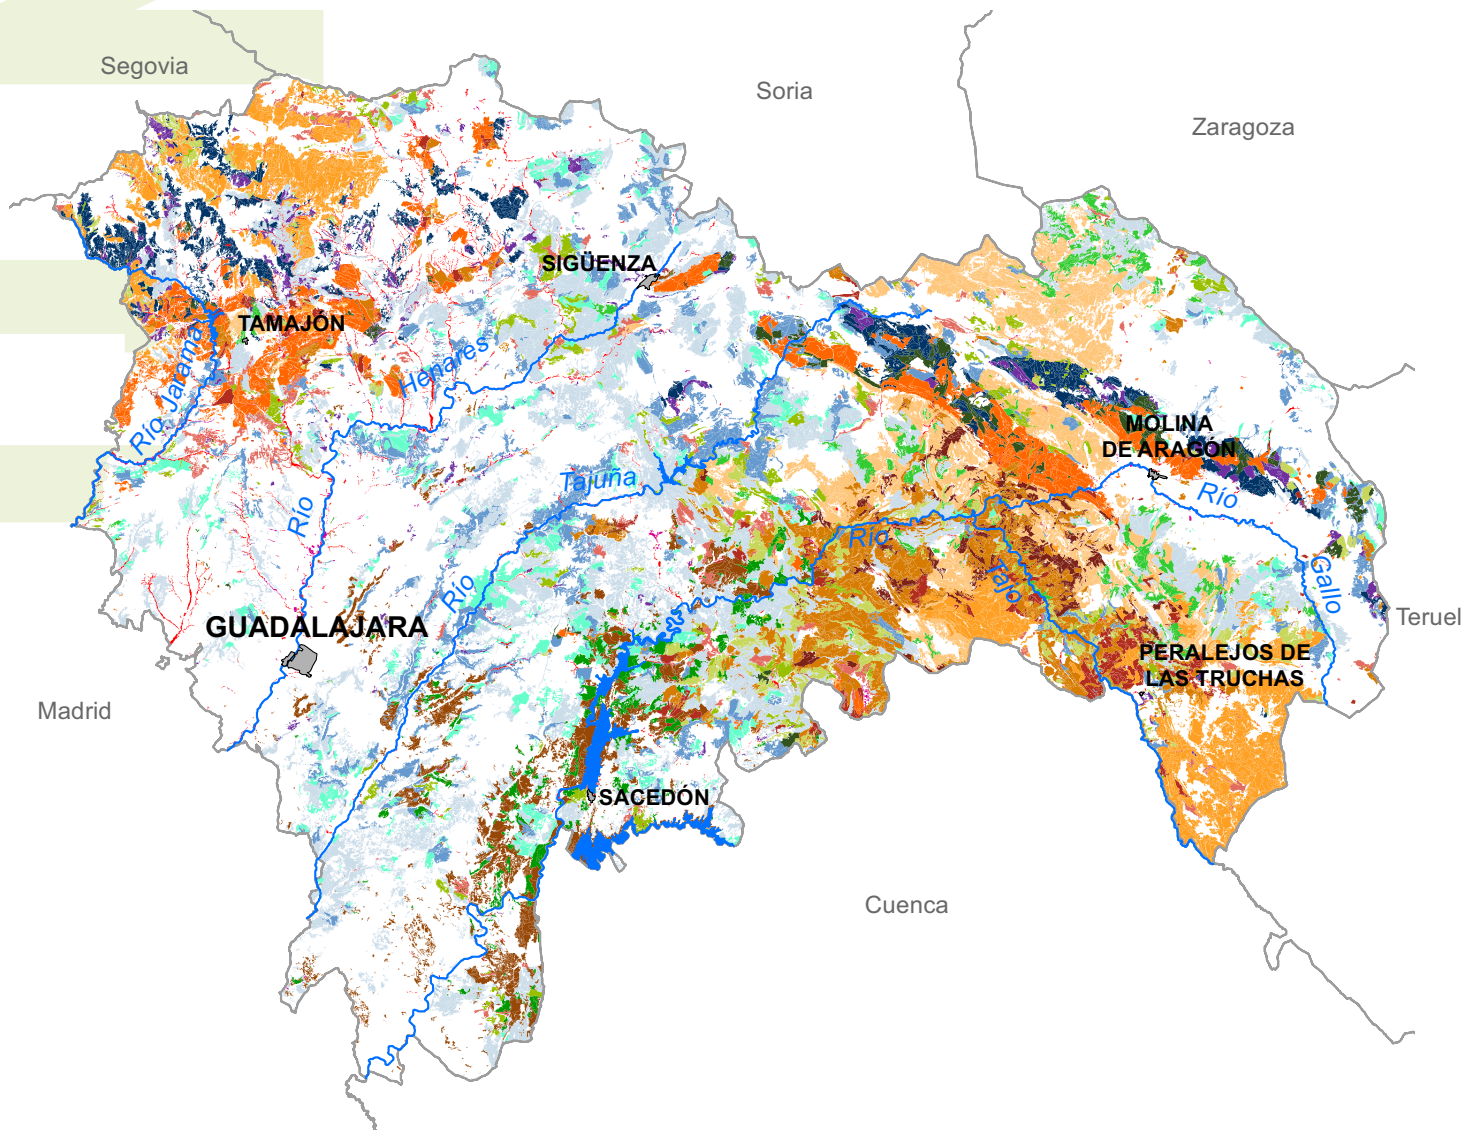 Segovia
Soria
Zaragoza
SIGÜENZA
TAMAJÓN
Río Jarama
Henares
Río
MOLINA
DE ARAGÓN
Río
Gallo
Tajuña
Río
Río
Tajo
GUADALAJARA
Teruel
PERALEJOS DE
LAS TRUCHAS
Madrid
SACEDÓN
Cuenca